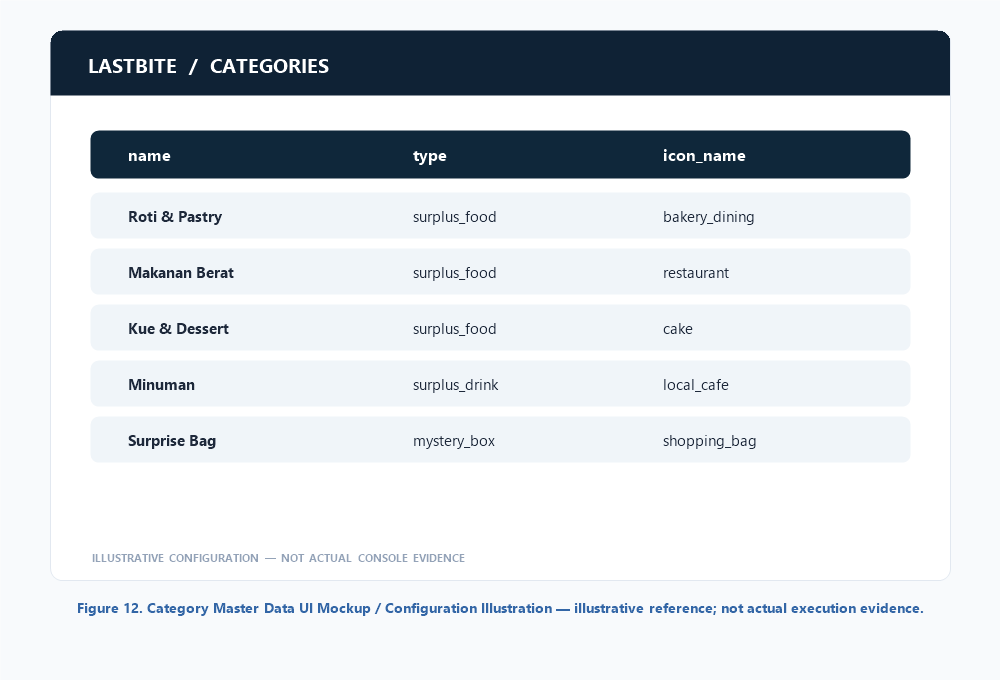 LASTBITE / CATEGORIES
name type icon_name
Roti & Pastry surplus_food bakery_dining
Makanan Berat surplus_food restaurant
Kue & Dessert surplus_food cake
Minuman surplus_drink local_cafe
Surprise Bag mystery_box shopping_bag
ILLUSTRATIVE CONFIGURATION — NOT ACTUAL CONSOLE EVIDENCE
Figure 12. Category Master Data UI Mockup / Configuration Illustration — illustrative reference; not actual execution evidence.